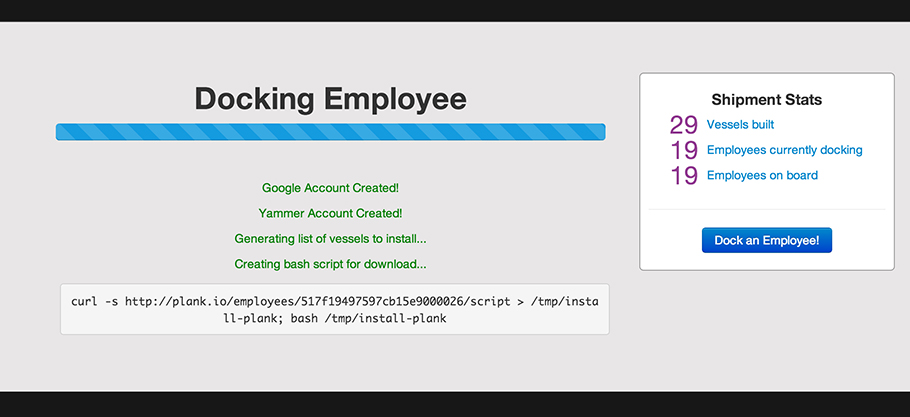 Docking Employee
Google Account Created!
Yammer Account Created!
Generating list of vessels to install...
Creating bash script for download...
curl -s http://plank.io/employees/517f19497597cb15e9000026/script > /tmp/insta
ll-plank; bash /tmp/install-plank
Shipment Stats
29 Vessels built
19 Employees currently docking
19 Employees on board
Dock an Employee!